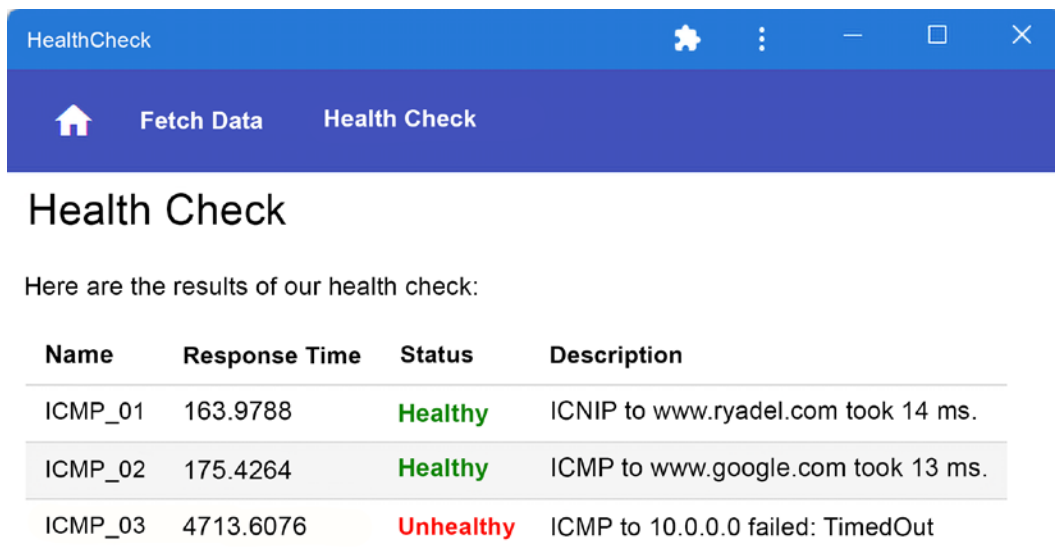 HealthCheck
Fetch Data Health Check
Health Check
Here are the results of our health check:
Name Response Time Status Description
ICMP_01 163.9788 Healthy ICNIP to www.ryadel.com took 14 ms.
ICMP_02 175.4264 Healthy ICMP to www.google.com took 13 ms.
ICMP_03 4713.6076 Unhealthy ICMP to 10.0.0.0 failed: TimedOut